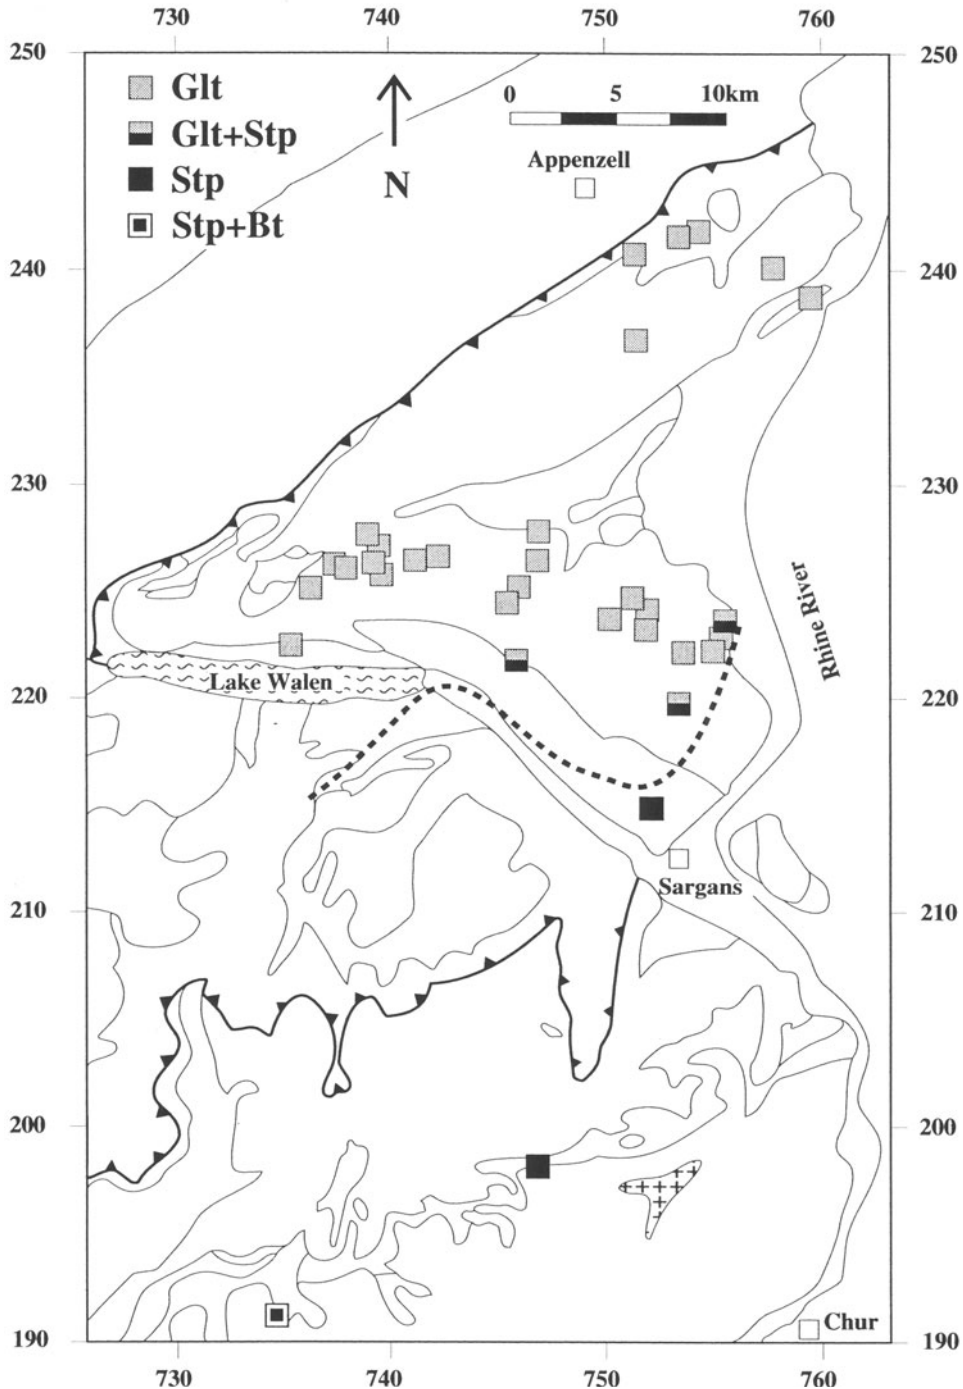 730 740 750 760
250 250
Glt
Glt+Stp
Stp
Stp+Bt
N
0 5 10km
Appenzell
240 240
230 230
Rhine River
Lake Walen
220 220
Sargans
210 210
200 200
Chur
190 190
730 740 750 760